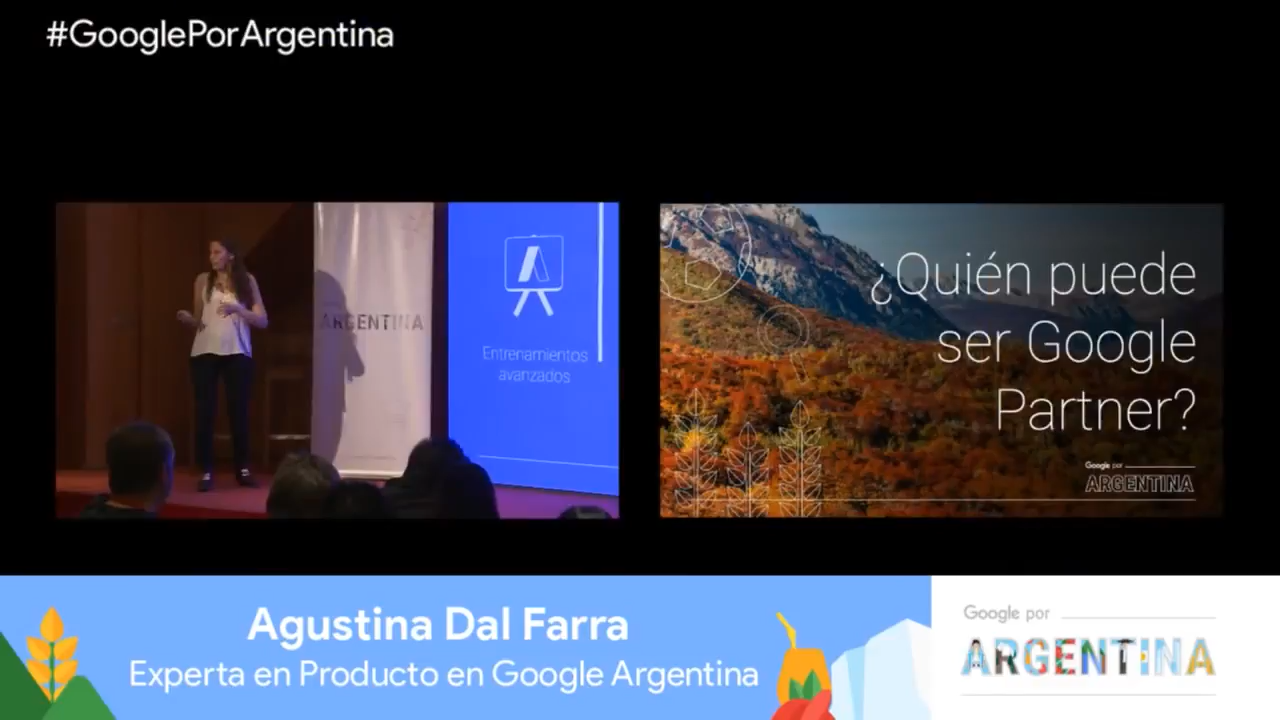 #GooglePorArgentina
ARGENTINA
Entrenamientos
avanzados
¿Quién puede
ser Google
Partner?
Google por
ARGENTINA
Agustina Dal Farra
Experta en Producto en Google Argentina
Google por
ARGENTINA